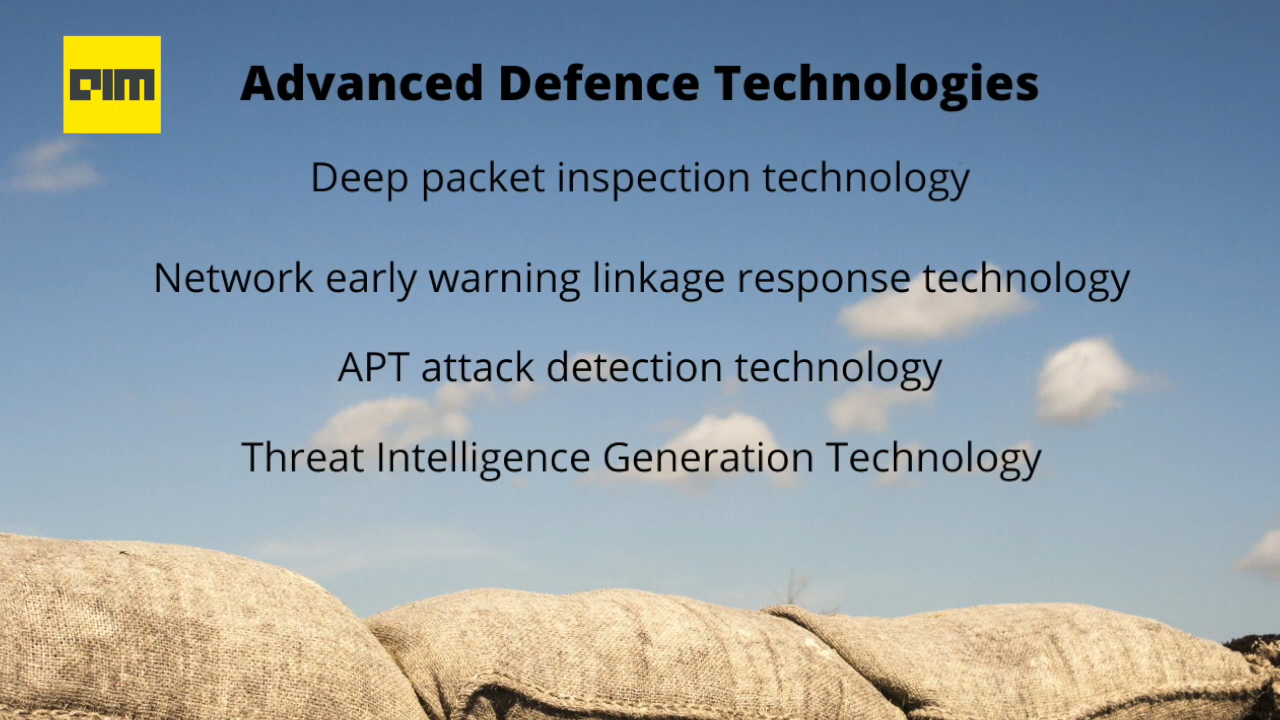 AIM
Advanced Defence Technologies
Deep packet inspection technology
Network early warning linkage response technology
APT attack detection technology
Threat Intelligence Generation Technology